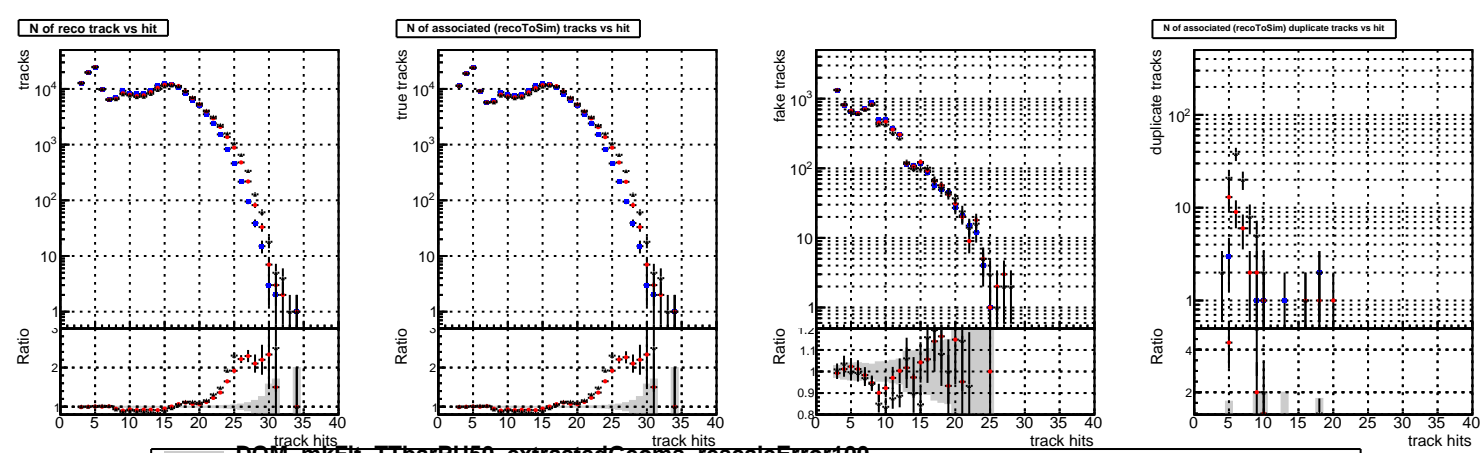 N of reco track vs hit
tracks
10^4
10^3
10^2
10
1
Ratio
3
2
1
0 5 10 15 20 25 30 35 40
track hits
N of associated (recoToSim) tracks vs hit
true tracks
10^4
10^3
10^2
10
1
Ratio
3
2
1
0 5 10 15 20 25 30 35 40
track hits
fake tracks
10^3
10^2
10
1
Ratio
1.2
1.1
1
0.9
0.8
0 5 10 15 20 25 30 35 40
track hits
N of associated (recoToSim) duplicate tracks vs hit
duplicate tracks
10^2
10
1
Ratio
4
2
0 5 10 15 20 25 30 35 40
track hits
DQM_mkFit_TTbarPU50_extractedGeoms_rescaleError100